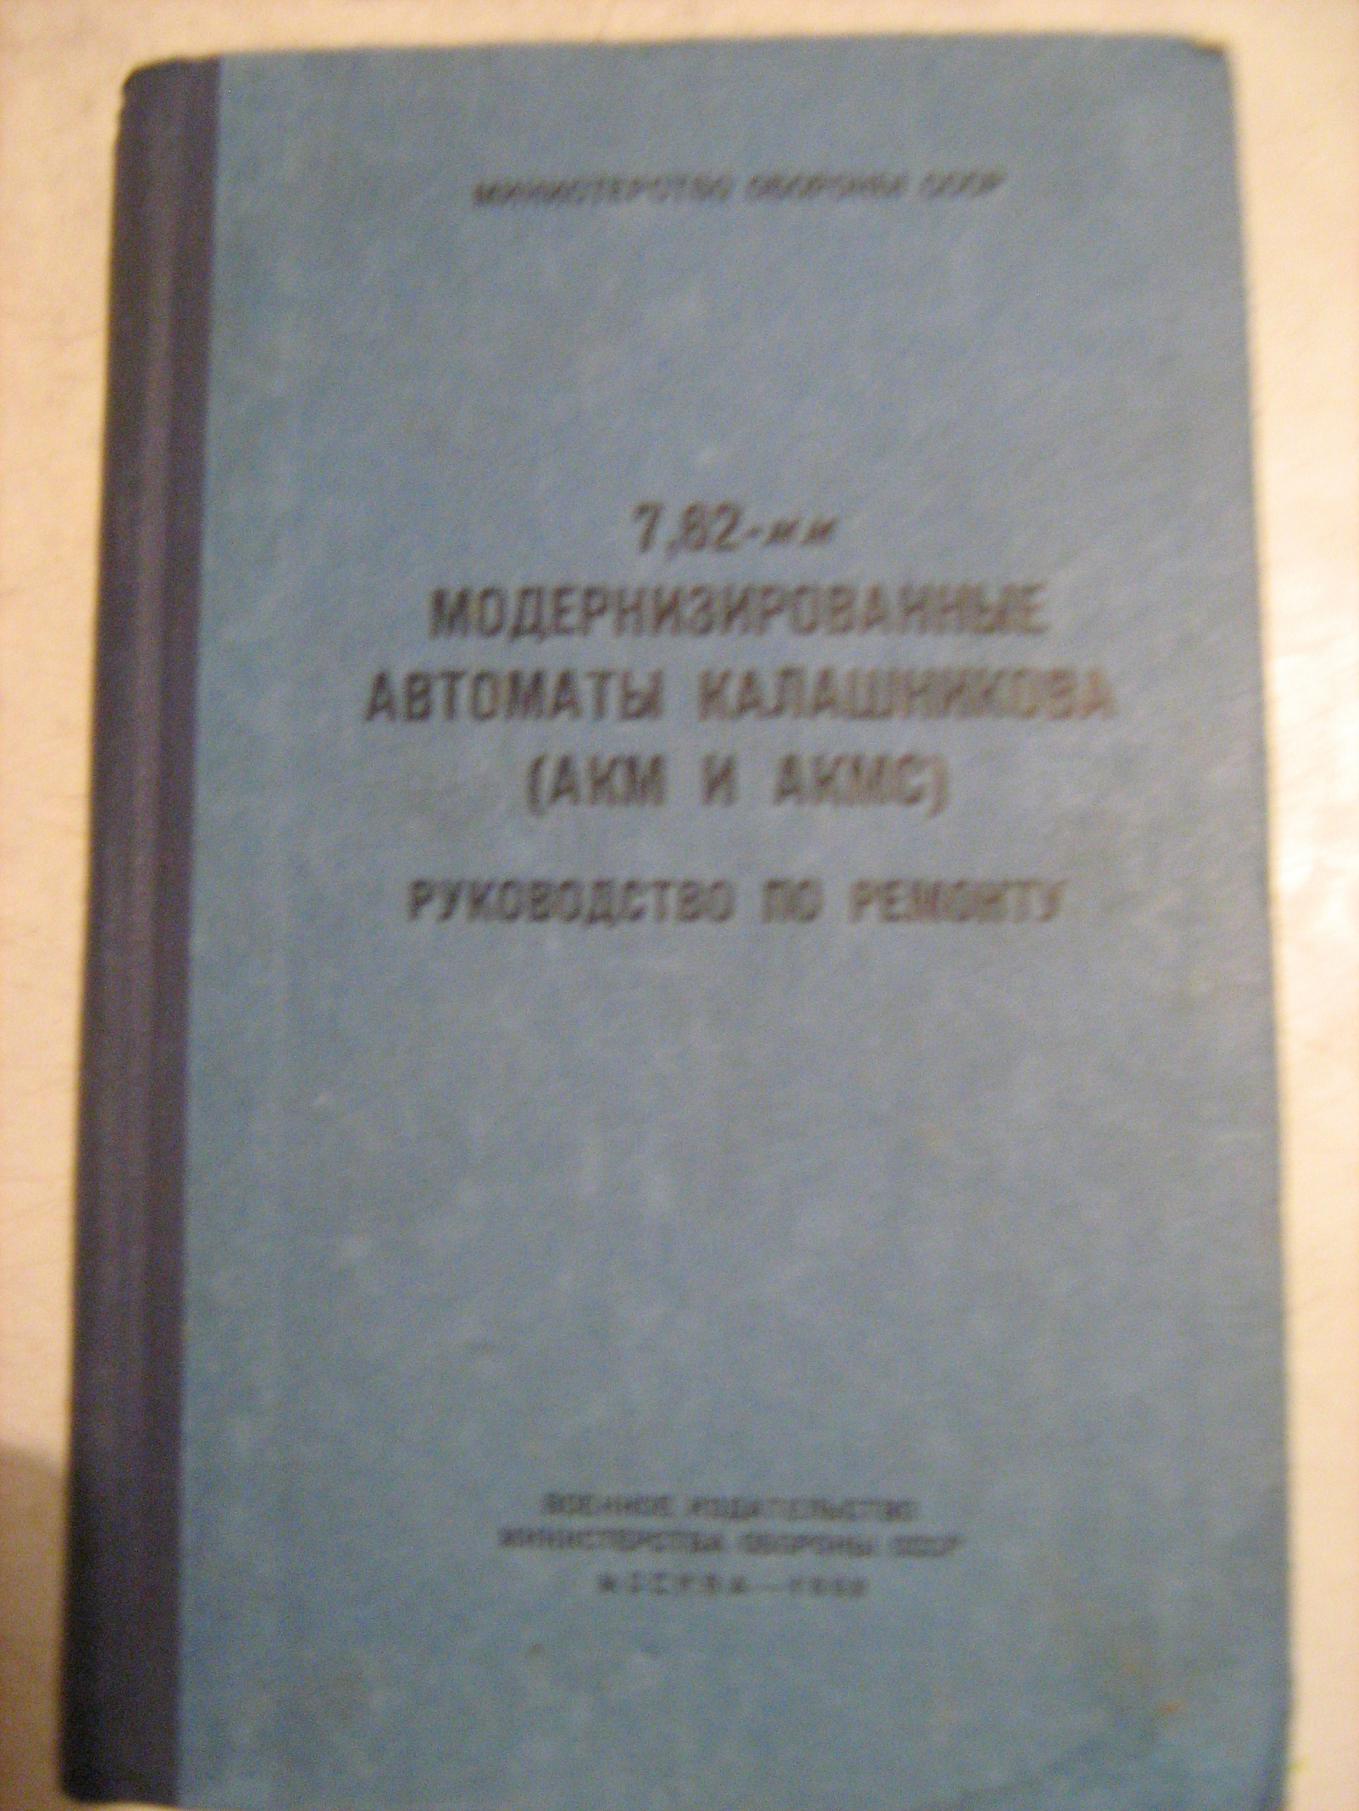 МИНИСТЕРСТВО ОБОРОНЫ СССР
7,62-мм
МОДЕРНИЗИРОВАННЫЕ
АВТОМАТЫ КАЛАШНИКОВА
(АКМ И АКМС)
РУКОВОДСТВО ПО РЕМОНТУ
ВОЕННОЕ ИЗДАТЕЛЬСТВО
МИНИСТЕРСТВА ОБОРОНЫ СССР
МОСКВА —